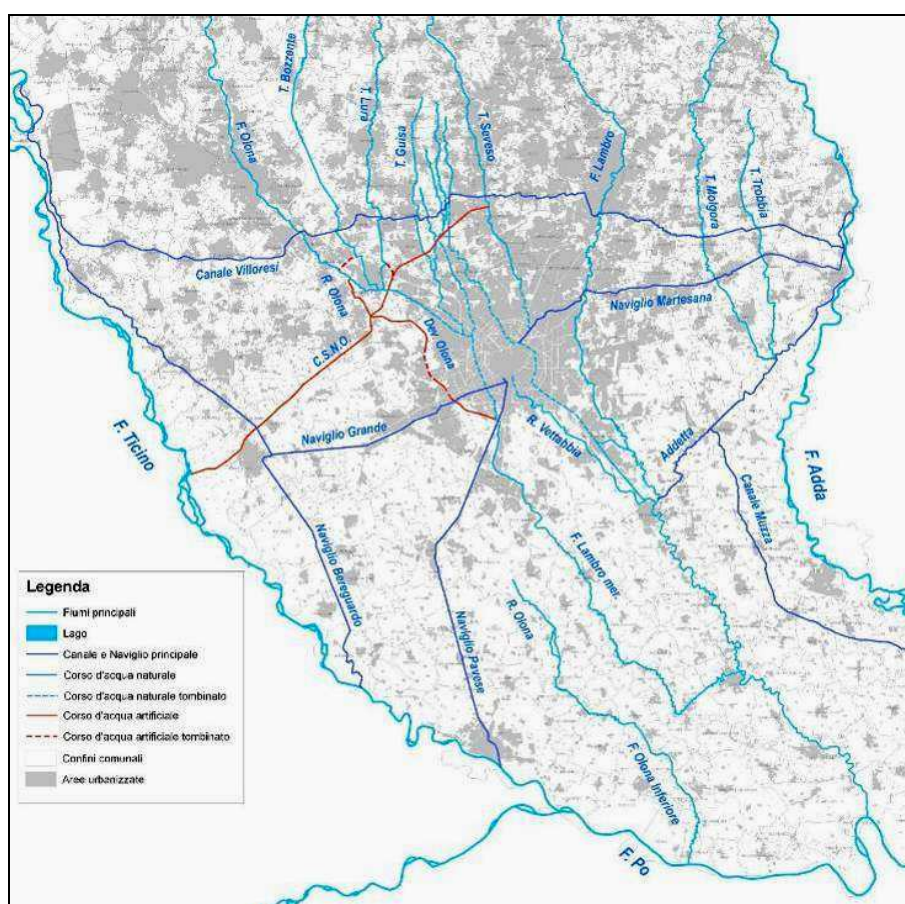 T. Bozzente
T. Lura
T. Guisa
T. Seveso
F. Olona
F. Lambro
T. Molgora
T. Trobbia
Canale Villoresi
R. Olona
Naviglio Martesana
Dev. Olona
C.S.N.O.
Naviglio Grande
R. Vettabbia
Addetta
F. Ticino
F. Adda
Canale Muzza
Naviglio Bereguardo
F. Lambro mer.
R. Olona
Naviglio Pavese
F. Olona Inferiore
F. Po
Legenda
Fiumi principali
Lago
Canale e Naviglio principale
Corso d'acqua naturale
Corso d'acqua naturale tombinato
Corso d'acqua artificiale
Corso d'acqua artificiale tombinato
Confini comunali
Aree urbanizzate